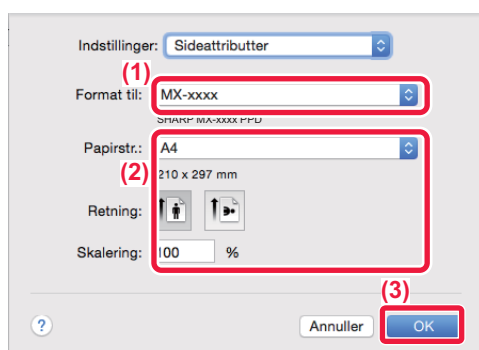 Indstillinger: Sideattributter
(1)
Format til: MX-xxxx
SHARP MX-xxxx PPD
Papirstr.: A4
(2) 210 x 297 mm
Retning:
Skalering: 100 %
(3)
? Annuller OK